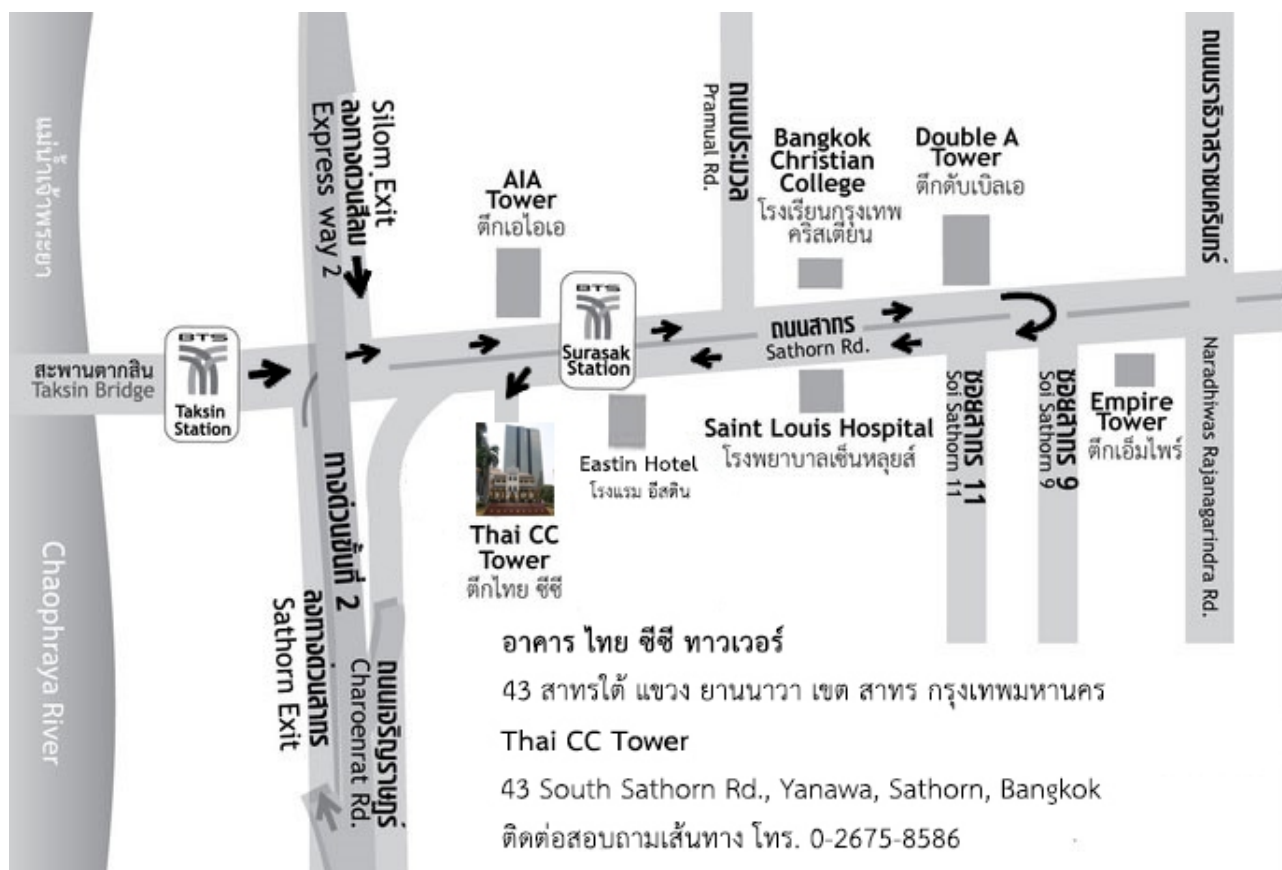 แม่น้ำเจ้าพระยา
Chaophraya River
สะพานตากสิน
Taksin Bridge
BTS
Taksin
Station
Silom Exit
ลงทางด่วนสีลม
Express way 2
AIA
Tower
ตึกเอไอเอ
BTS
Surasak
Station
ถนนประมวล
Pramual Rd.
Bangkok
Christian
College
โรงเรียนกรุงเทพ
คริสเตียน
Double A
Tower
ตึกดับเบิลเอ
ถนนนราธิวาสราชนครินทร์
Naradhiwas Rajanagarindra Rd.
ถนนสาทร
Sathorn Rd.
ทางด่วนขั้นที่ 2
ลงทางด่วนสาทร
Sathorn Exit
ถนนเจริญราษฎร์
Charoenrat Rd.
Thai CC
Tower
ตึกไทย ซีซี
Eastin Hotel
โรงแรม อีสติน
Saint Louis Hospital
โรงพยาบาลเซ็นหลุยส์
ซอยสาทร 11
Soi Sathorn 11
ซอยสาทร 9
Soi Sathorn 9
Empire
Tower
ตึกเอ็มไพร์
อาคาร ไทย ซีซี ทาวเวอร์
43 สาทรใต้ แขวง ยานนาวา เขต สาทร กรุงเทพมหานคร
Thai CC Tower
43 South Sathorn Rd., Yanawa, Sathorn, Bangkok
ติดต่อสอบถามเส้นทาง โทร. 0-2675-8586